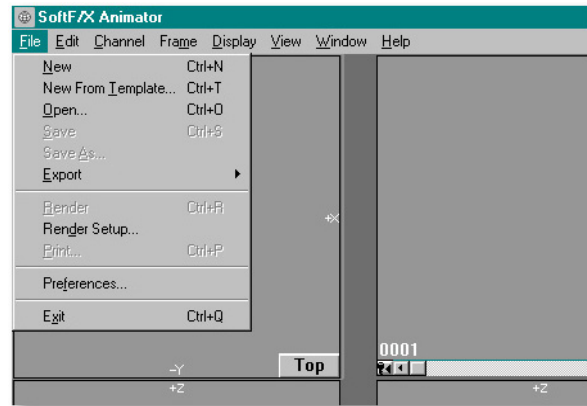 SoftF/X Animator
File Edit Channel Frame Display View Window Help
New Ctrl+N
New From Template... Ctrl+T
Open... Ctrl+O
Save Ctrl+S
Save As...
Export
Render Ctrl+R
+X
Render Setup...
Print... Ctrl+P
Preferences...
Exit Ctrl+Q
0001
-Y Top
+Z +Z